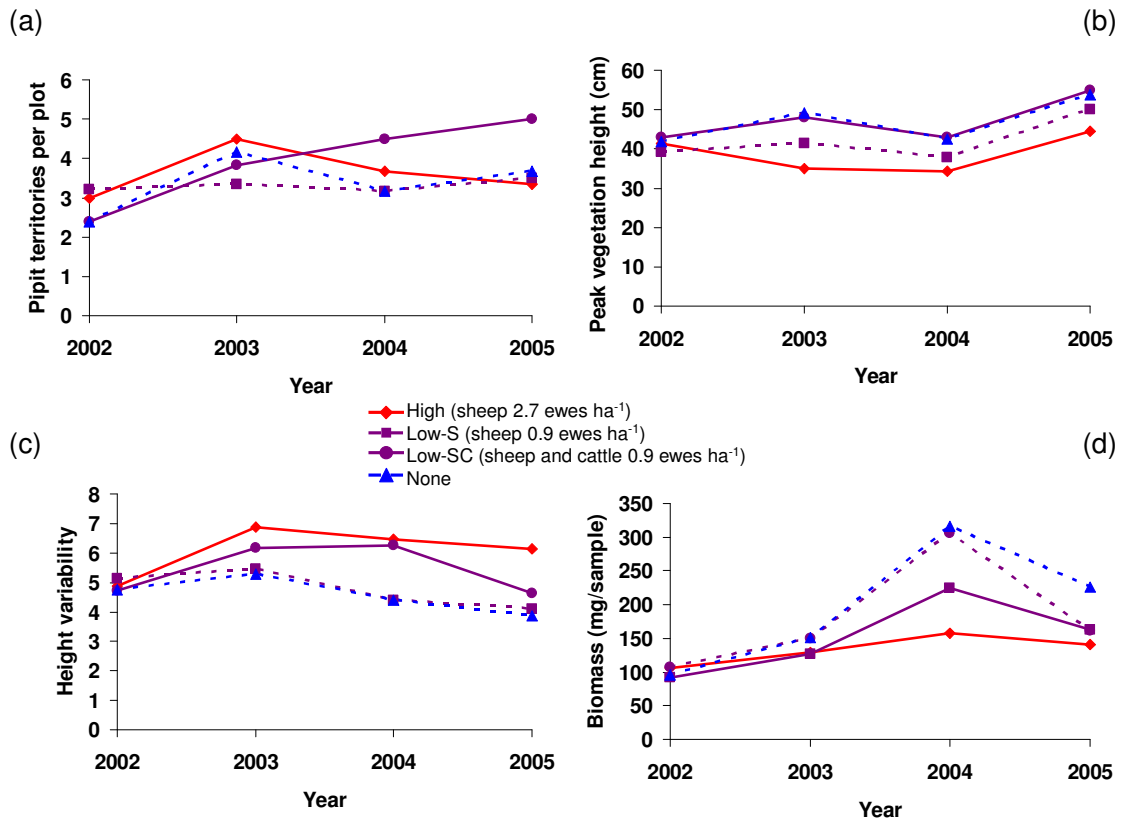 (a)
Pipit territories per plot
6
5
4
3
2
1
0
2002 2003 2004 2005
Year
(b)
Peak vegetation height (cm)
60
50
40
30
20
10
0
2002 2003 2004 2005
Year
High (sheep 2.7 ewes ha⁻¹)
Low-S (sheep 0.9 ewes ha⁻¹)
Low-SC (sheep and cattle 0.9 ewes ha⁻¹)
None
(c)
Height variability
8
7
6
5
4
3
2
1
0
2002 2003 2004 2005
Year
(d)
Biomass (mg/sample)
350
300
250
200
150
100
50
0
2002 2003 2004 2005
Year